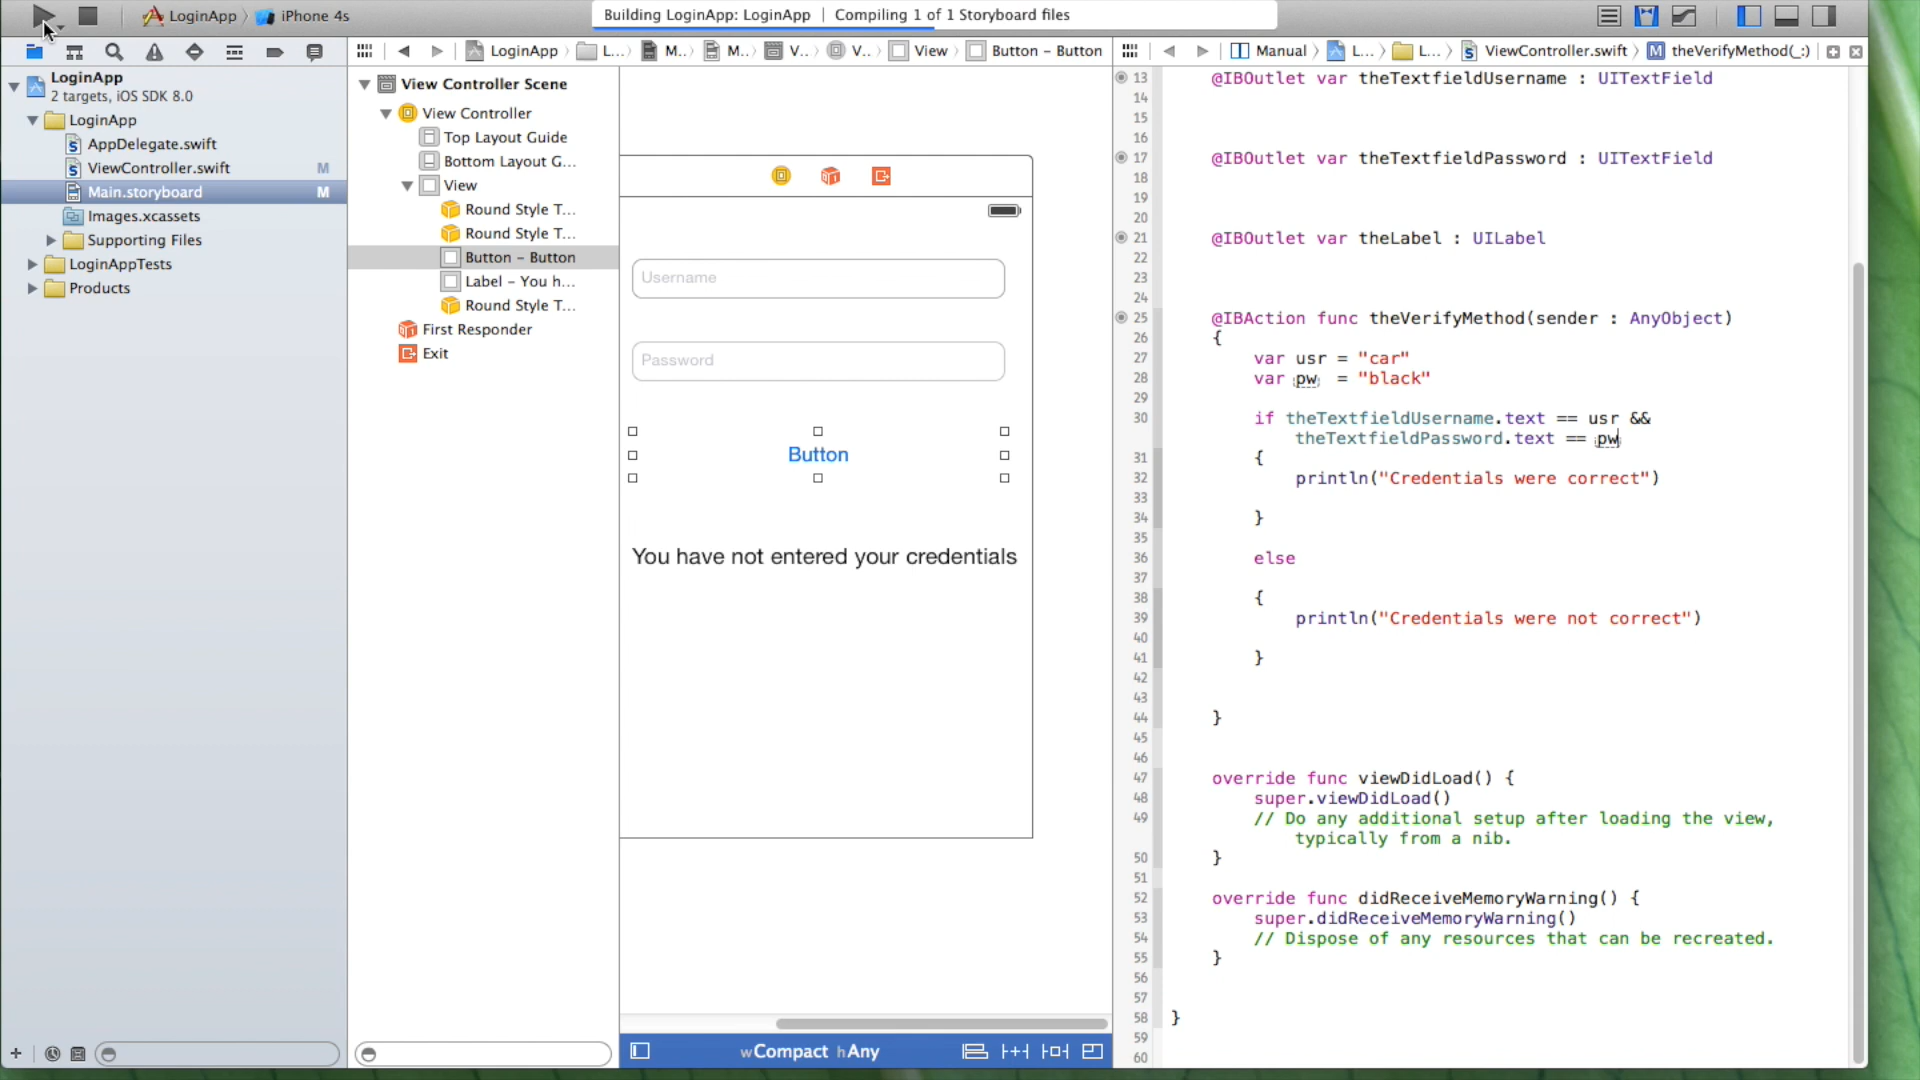 LoginApp 〉 iPhone 4s
Building LoginApp: LoginApp | Compiling 1 of 1 Storyboard files
LoginApp 〉 L... 〉 M.. 〉 M.. 〉 V.. 〉 V.. 〉 View 〉 Button – Button
Manual 〉 L... 〉 L... 〉 ViewController.swift 〉 M theVerifyMethod(_:)
LoginApp
2 targets, iOS SDK 8.0
LoginApp
AppDelegate.swift
ViewController.swift M
Main.storyboard M
Images.xcassets
Supporting Files
LoginAppTests
Products
View Controller Scene
View Controller
Top Layout Guide
Bottom Layout G...
View
Round Style T...
Round Style T...
Button – Button
Label – You h...
Round Style T...
First Responder
Exit
Username
Password
Button
You have not entered your credentials
wCompact hAny
13 @IBOutlet var theTextfieldUsername : UITextField
14
15
16
17 @IBOutlet var theTextfieldPassword : UITextField
18
19
20
21 @IBOutlet var theLabel : UILabel
22
23
24
25 @IBAction func theVerifyMethod(sender : AnyObject)
26 {
27 var usr = "car"
28 var pw = "black"
29
30 if theTextfieldUsername.text == usr &&
theTextfieldPassword.text == pw
31 {
32 println("Credentials were correct")
33
34 }
35
36 else
37
38 {
39 println("Credentials were not correct")
40
41 }
42
43
44 }
45
46
47 override func viewDidLoad() {
48 super.viewDidLoad()
49 // Do any additional setup after loading the view,
typically from a nib.
50 }
51
52 override func didReceiveMemoryWarning() {
53 super.didReceiveMemoryWarning()
54 // Dispose of any resources that can be recreated.
55 }
56
57
58 }
59
60